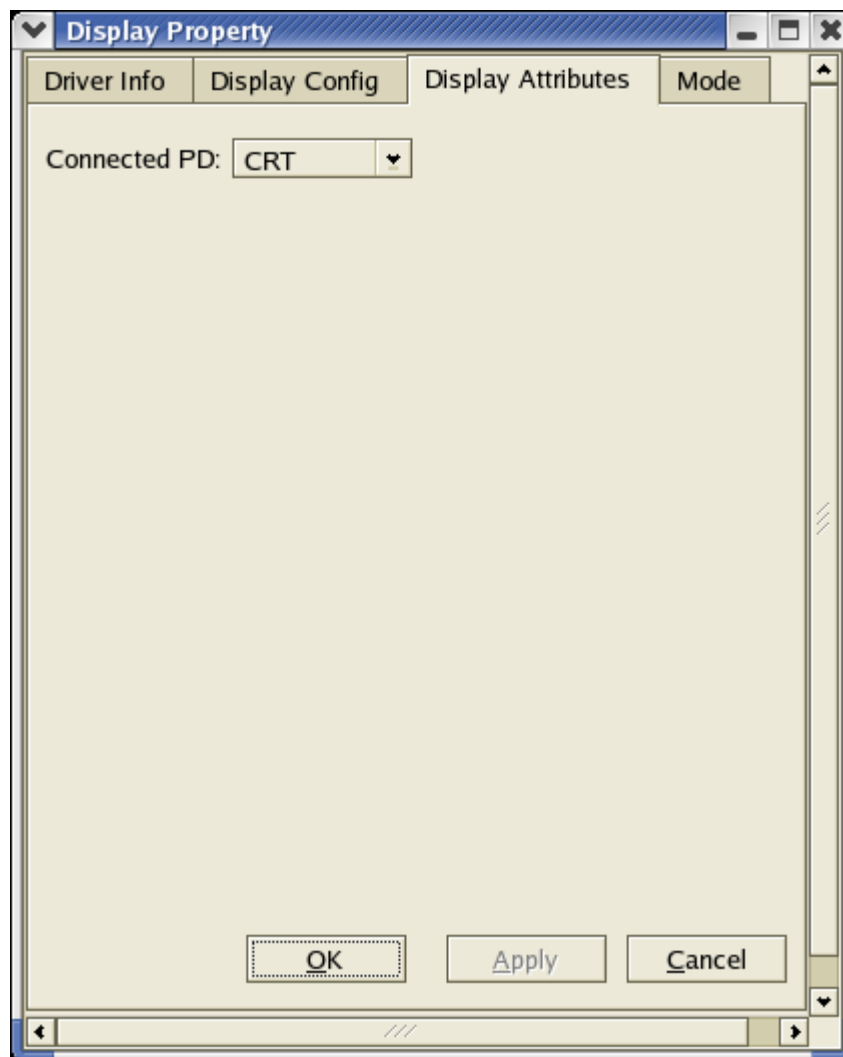 Display Property
Driver Info Display Config Display Attributes Mode
Connected PD: CRT
OK Apply Cancel